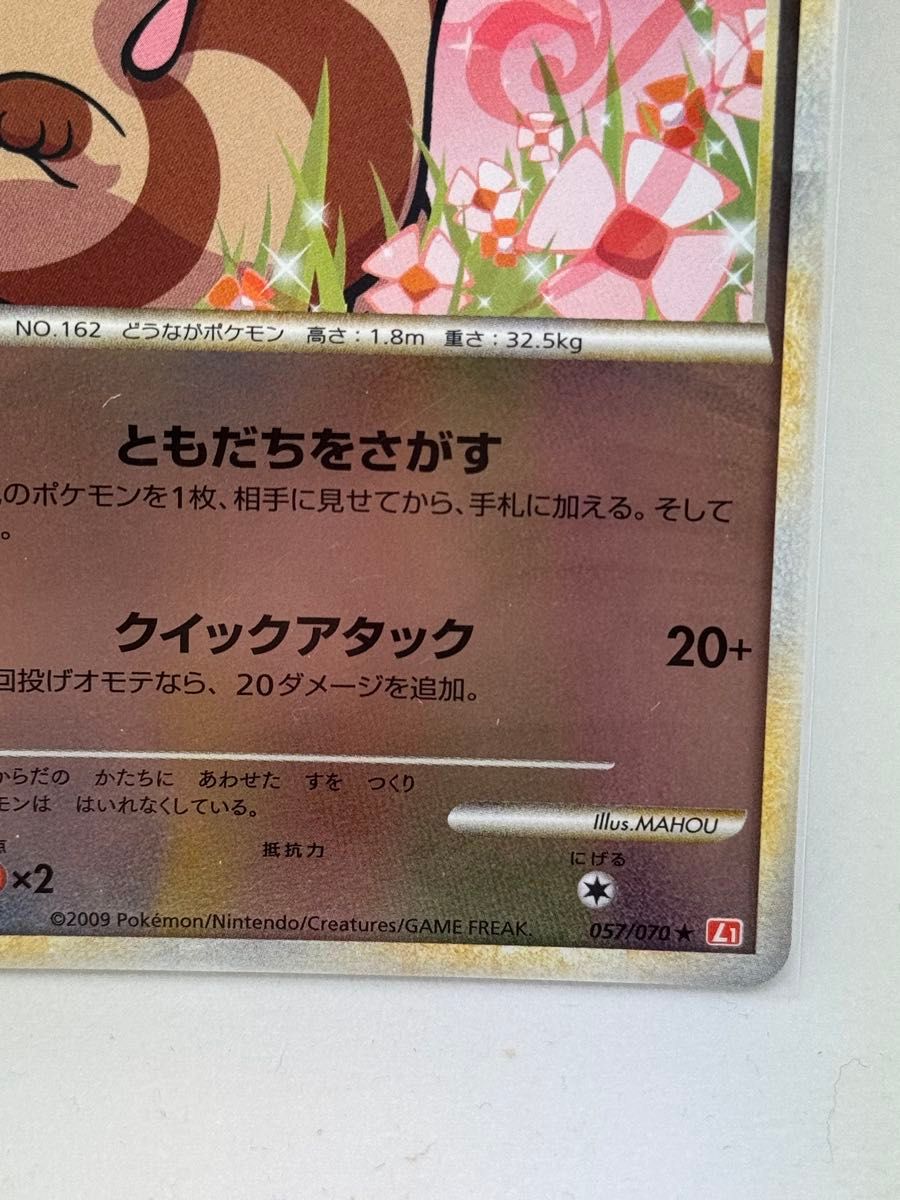 NO.162 どうながポケモン 高さ:1.8m 重さ:32.5kg
ともだちをさがす
のポケモンを1枚、相手に見せてから、手札に加える。そして
。
クイックアタック 20+
回投げオモテなら、20ダメージを追加。
からだの かたちに あわせた すを つくり
モンは はいれなくしている。
Illus.MAHOU
点 抵抗力 にげる
×2
©2009 Pokémon/Nintendo/Creatures/GAME FREAK. 057/070 ★ L1